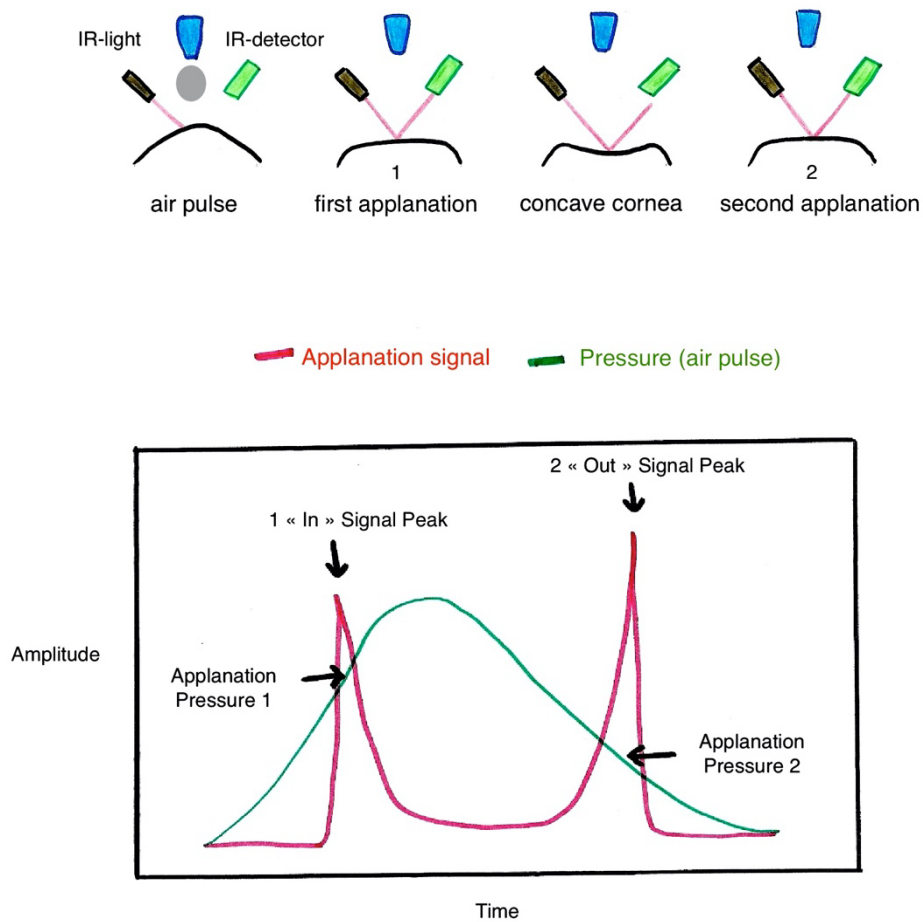 IR-light
IR-detector
1
2
air pulse
first applanation
concave cornea
second applanation
Applanation signal
Pressure (air pulse)
2 « Out » Signal Peak
1 « In » Signal Peak
Amplitude
Applanation
Pressure 1
Applanation
Pressure 2
Time